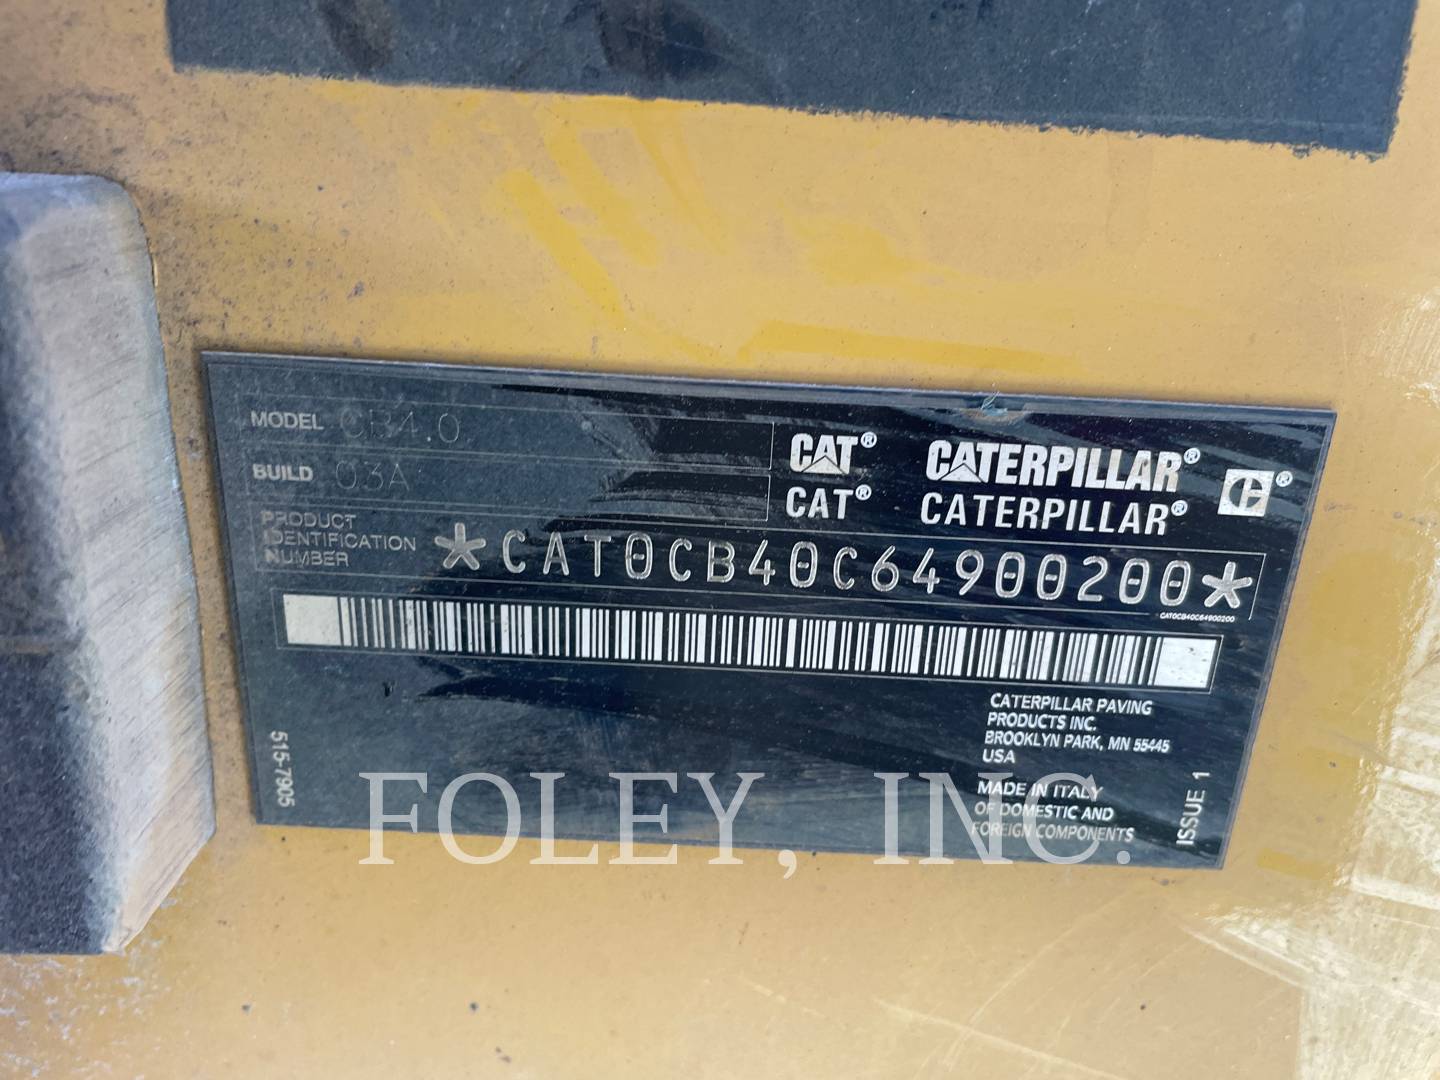 MODEL CB4.0
BUILD 03A
CAT® CATERPILLAR®
CAT® CATERPILLAR®
PRODUCT
IDENTIFICATION
NUMBER
*CAT0CB40C64900200*
CAT0CB40C64900200
CATERPILLAR PAVING
PRODUCTS INC.
BROOKLYN PARK, MN 55445
USA
MADE IN ITALY
OF DOMESTIC AND
FOREIGN COMPONENTS
515-7905
ISSUE 1
FOLEY, INC.